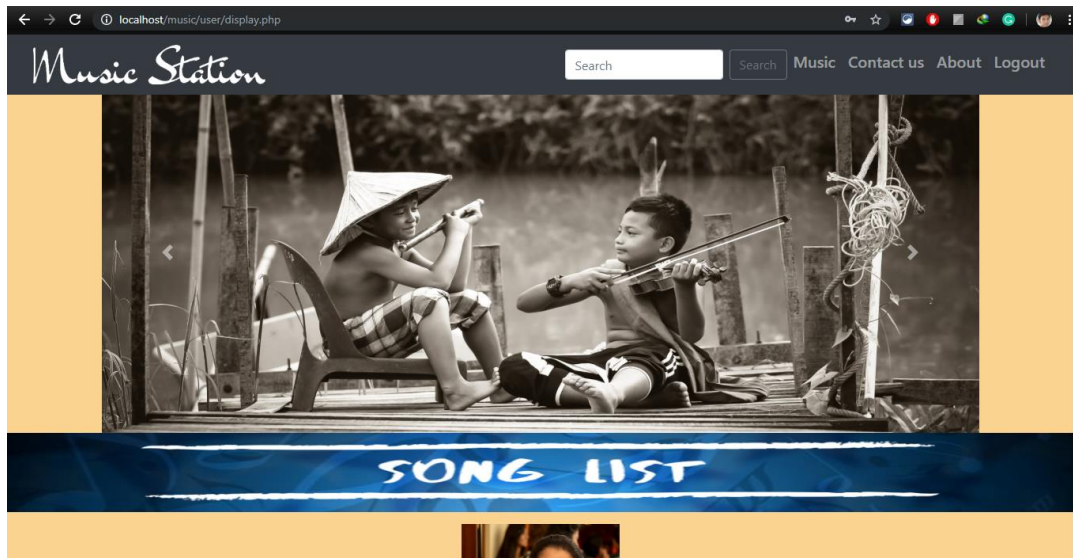 localhost/music/user/display.php
Music Station
Search
Search
Music Contact us About Logout
SONG LIST